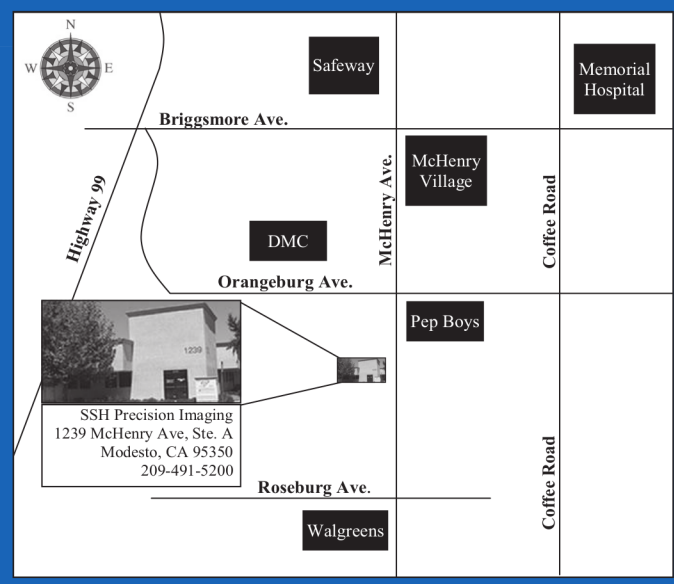 N
W E
S
Safeway
Memorial
Hospital
Briggsmore Ave.
McHenry
Village
Highway 99
McHenry Ave.
Coffee Road
DMC
Orangeburg Ave.
Pep Boys
1239
SSH Precision Imaging
1239 McHenry Ave, Ste. A
Modesto, CA 95350
209-491-5200
Coffee Road
Roseburg Ave.
Walgreens